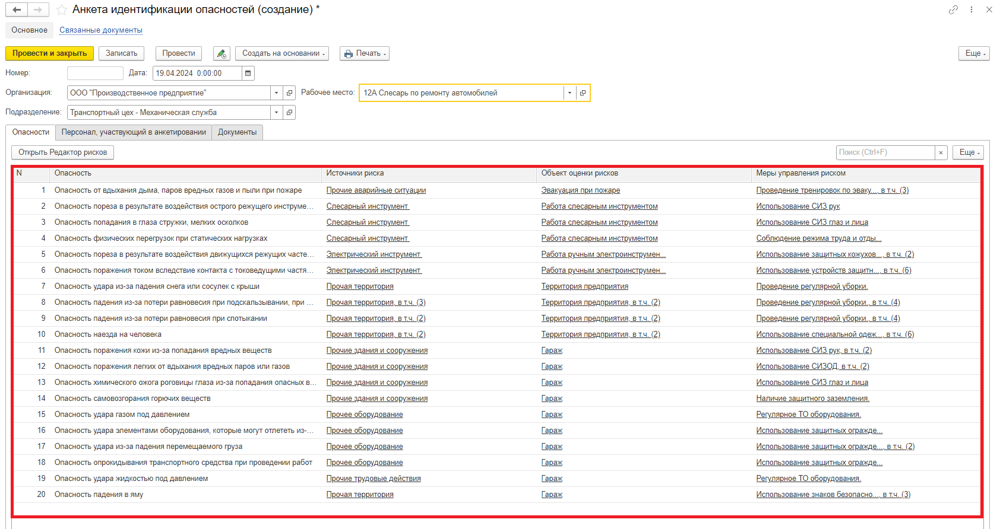 Анкета идентификации опасностей (создание) *
Основное Связанные документы
Провести и закрыть Записать Провести Создать на основании Печать Еще
Номер: Дата: 19.04.2024 0:00:00
Организация: ООО "Производственное предприятие" Рабочее место: 12А Слесарь по ремонту автомобилей
Подразделение: Транспортный цех - Механическая служба
Опасности Персонал, участвующий в анкетировании Документы
Открыть Редактор рисков Поиск (Ctrl+F) × Еще
N Опасность Источники риска Объект оценки рисков Меры управления риском
1 Опасность от вдыхания дыма, паров вредных газов и пыли при пожаре Прочие аварийные ситуации Эвакуация при пожаре Проведение тренировок по эваку..., в т.ч. (3)
2 Опасность пореза в результате воздействия острого режущего инструме... Слесарный инструмент Работа слесарным инструментом Использование СИЗ рук
3 Опасность попадания в глаза стружки, мелких осколков Слесарный инструмент Работа слесарным инструментом Использование СИЗ глаз и лица
4 Опасность физических перегрузок при статических нагрузках Слесарный инструмент Работа слесарным инструментом Соблюдение режима труда и отды...
5 Опасность пореза в результате воздействия движущихся режущих часте... Электрический инструмент Работа ручным электроинструмен... Использование защитных кожухов..., в т.ч. (2)
6 Опасность поражения током вследствие контакта с токоведущими частя... Электрический инструмент Работа ручным электроинструмен... Использование устройств защитн..., в т.ч. (6)
7 Опасность удара из-за падения снега или сосулек с крыши Прочая территория Территория предприятия Проведение регулярной уборки.
8 Опасность падения из-за потери равновесия при подскальзывании, при ... Прочая территория, в т.ч. (3) Территория предприятия, в т.ч. (2) Проведение регулярной уборки., в т.ч. (4)
9 Опасность падения из-за потери равновесия при спотыкании Прочая территория, в т.ч. (2) Территория предприятия, в т.ч. (2) Проведение регулярной уборки., в т.ч. (4)
10 Опасность наезда на человека Прочая территория, в т.ч. (2) Территория предприятия, в т.ч. (2) Использование специальной одеж..., в т.ч. (6)
11 Опасность поражения кожи из-за попадания вредных веществ Прочие здания и сооружения Гараж Использование СИЗ рук, в т.ч. (2)
12 Опасность поражения легких от вдыхания вредных паров или газов Прочие здания и сооружения Гараж Использование СИЗОД, в т.ч. (2)
13 Опасность химического ожога роговицы глаза из-за попадания опасных в... Прочие здания и сооружения Гараж Использование СИЗ глаз и лица
14 Опасность самовозгорания горючих веществ Прочие здания и сооружения Гараж Наличие защитного заземления.
15 Опасность удара газом под давлением Прочее оборудование Гараж Регулярное ТО оборудования.
16 Опасность удара элементами оборудования, которые могут отлететь из-... Прочее оборудование Гараж Использование защитных огражде...
17 Опасность удара из-за падения перемещаемого груза Прочее оборудование Гараж Использование защитных огражде..., в т.ч. (2)
18 Опасность опрокидывания транспортного средства при проведении работ Прочее оборудование Гараж Использование защитных огражде...
19 Опасность удара жидкостью под давлением Прочие трудовые действия Гараж Регулярное ТО оборудования.
20 Опасность падения в яму Прочая территория Гараж Использование знаков безопасно..., в т.ч. (3)